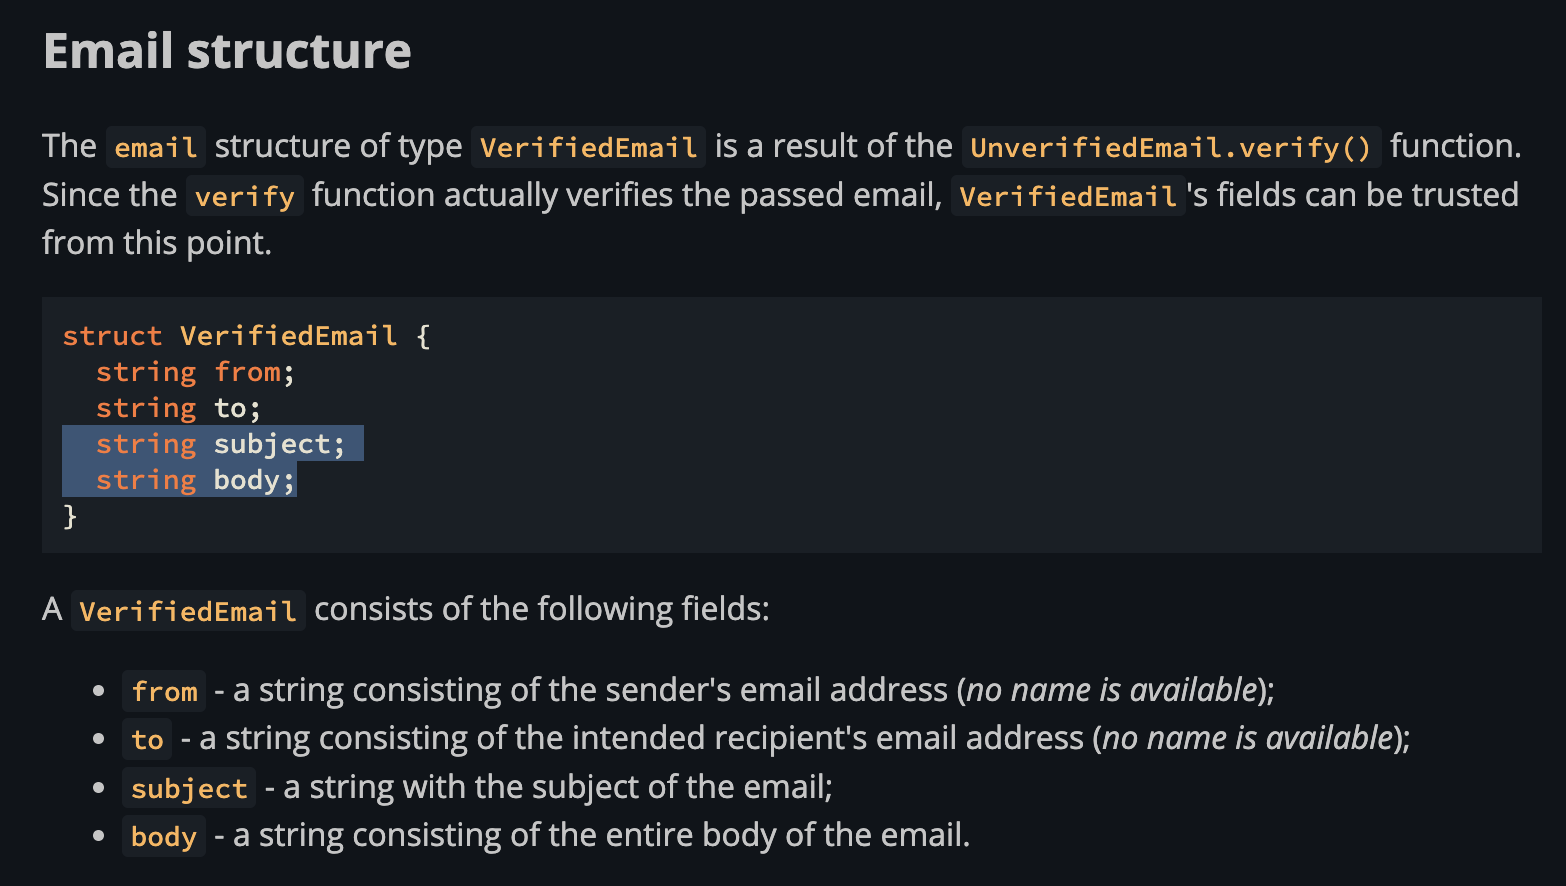 Email structure
The email structure of type VerifiedEmail is a result of the UnverifiedEmail.verify() function.
Since the verify function actually verifies the passed email, VerifiedEmail's fields can be trusted
from this point.
struct VerifiedEmail {
  string from;
  string to;
  string subject;
  string body;
}
A VerifiedEmail consists of the following fields:
• from - a string consisting of the sender's email address (no name is available);
• to - a string consisting of the intended recipient's email address (no name is available);
• subject - a string with the subject of the email;
• body - a string consisting of the entire body of the email.